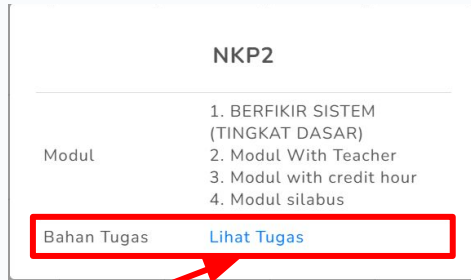 NKP2
Modul
1. BERFIKIR SISTEM
(TINGKAT DASAR)
2. Modul With Teacher
3. Modul with credit hour
4. Modul silabus
Bahan Tugas
Lihat Tugas